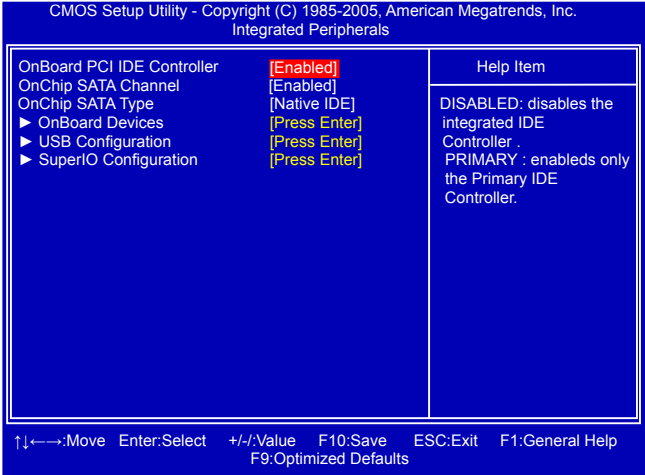 CMOS Setup Utility - Copyright (C) 1985-2005, American Megatrends, Inc.
Integrated Peripherals
OnBoard PCI IDE Controller [Enabled]
OnChip SATA Channel [Enabled]
OnChip SATA Type [Native IDE]
► OnBoard Devices [Press Enter]
► USB Configuration [Press Enter]
► SuperIO Configuration [Press Enter]
Help Item
DISABLED: disables the
integrated IDE
Controller .
PRIMARY : enableds only
the Primary IDE
Controller.
↑↓←→:Move Enter:Select +/-/:Value F10:Save ESC:Exit F1:General Help
F9:Optimized Defaults